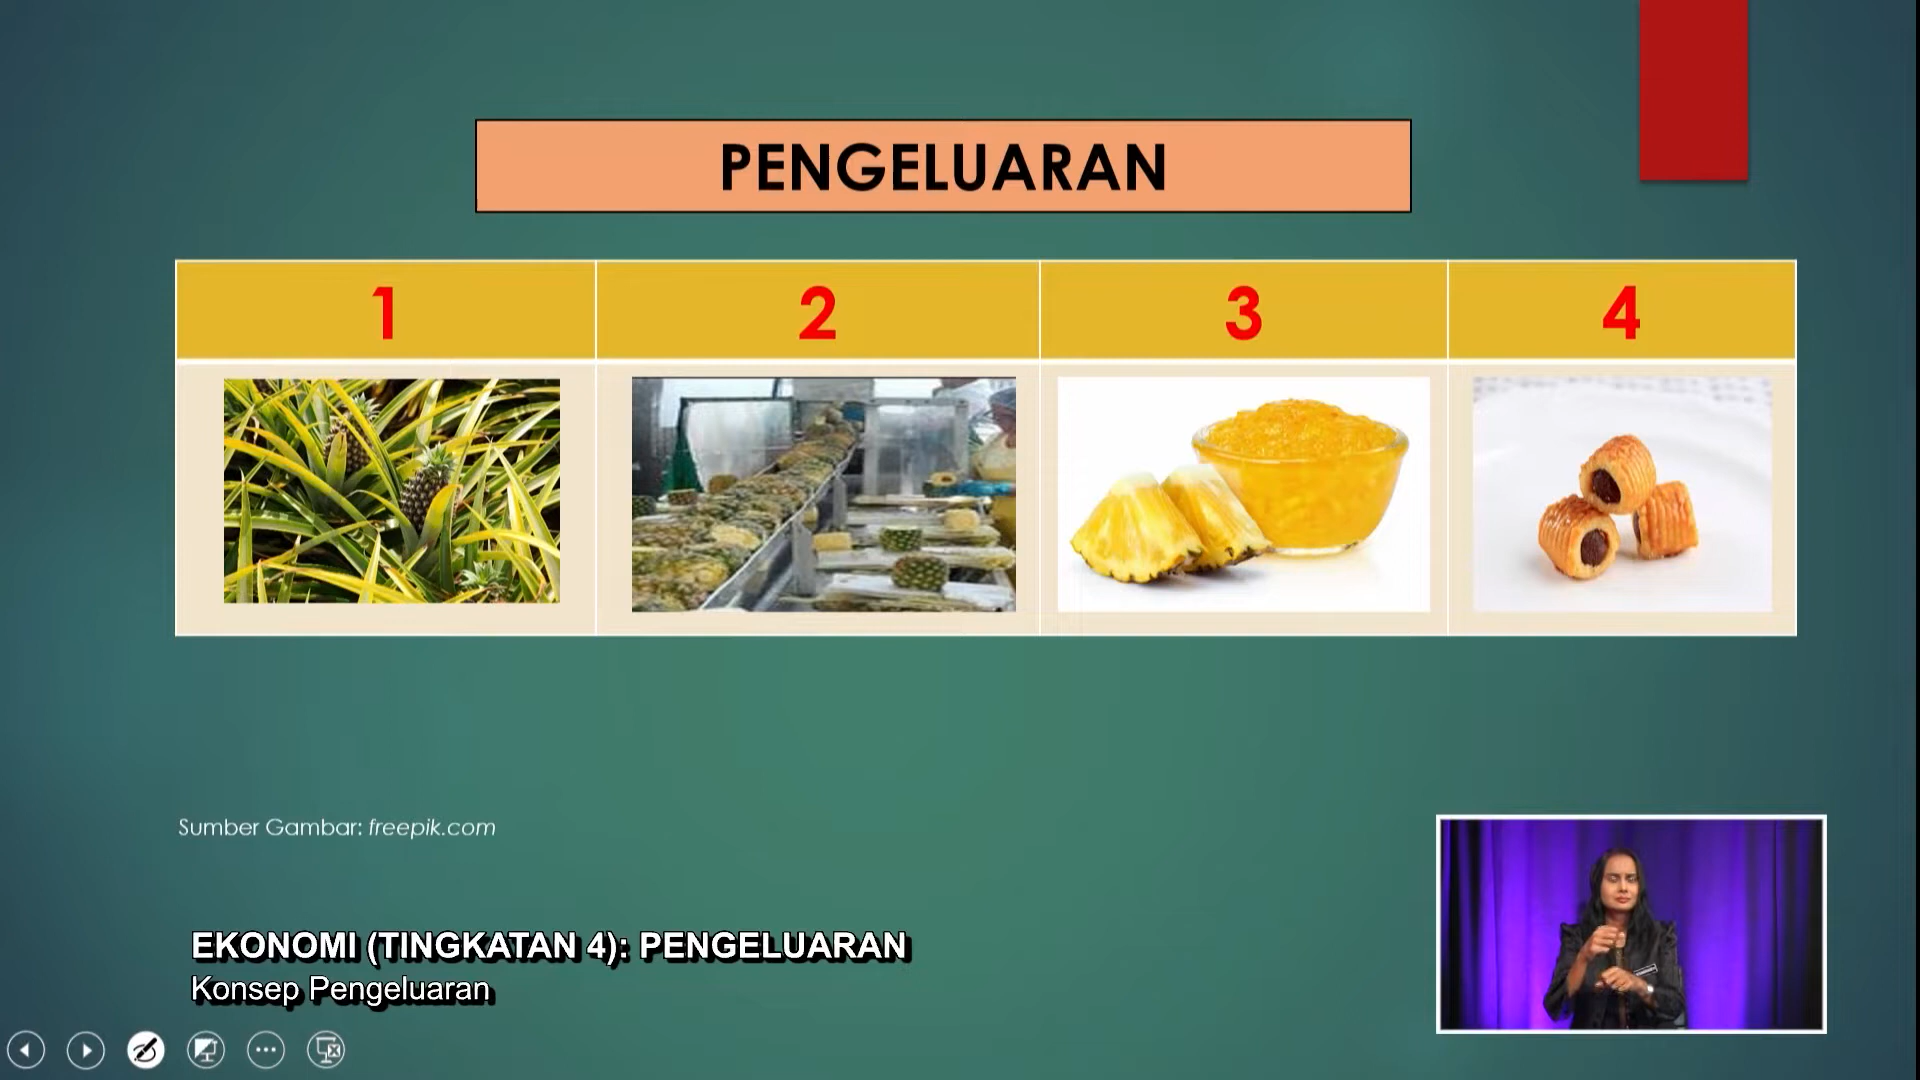 PENGELUARAN
1 2 3 4
Sumber Gambar: freepik.com
EKONOMI (TINGKATAN 4): PENGELUARAN
Konsep Pengeluaran